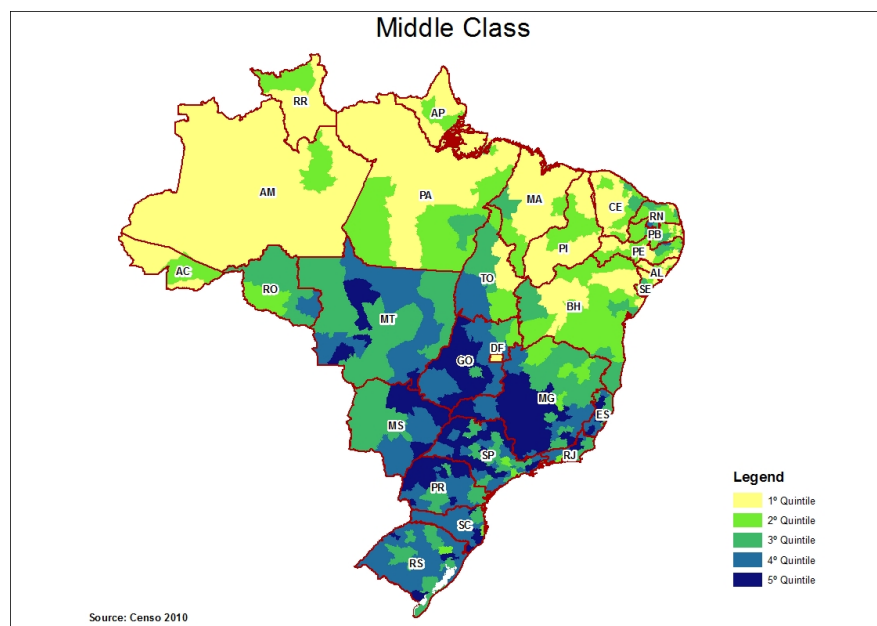 Middle Class
RR
AP
AM
PA
MA
CE
RN
PB
PI
PE
AC
AL
TO
SE
RO
BH
MT
DF
GO
MG
ES
MS
SP
RJ
PR
SC
RS
Legend
1º Quintile
2º Quintile
3º Quintile
4º Quintile
5º Quintile
Source: Censo 2010